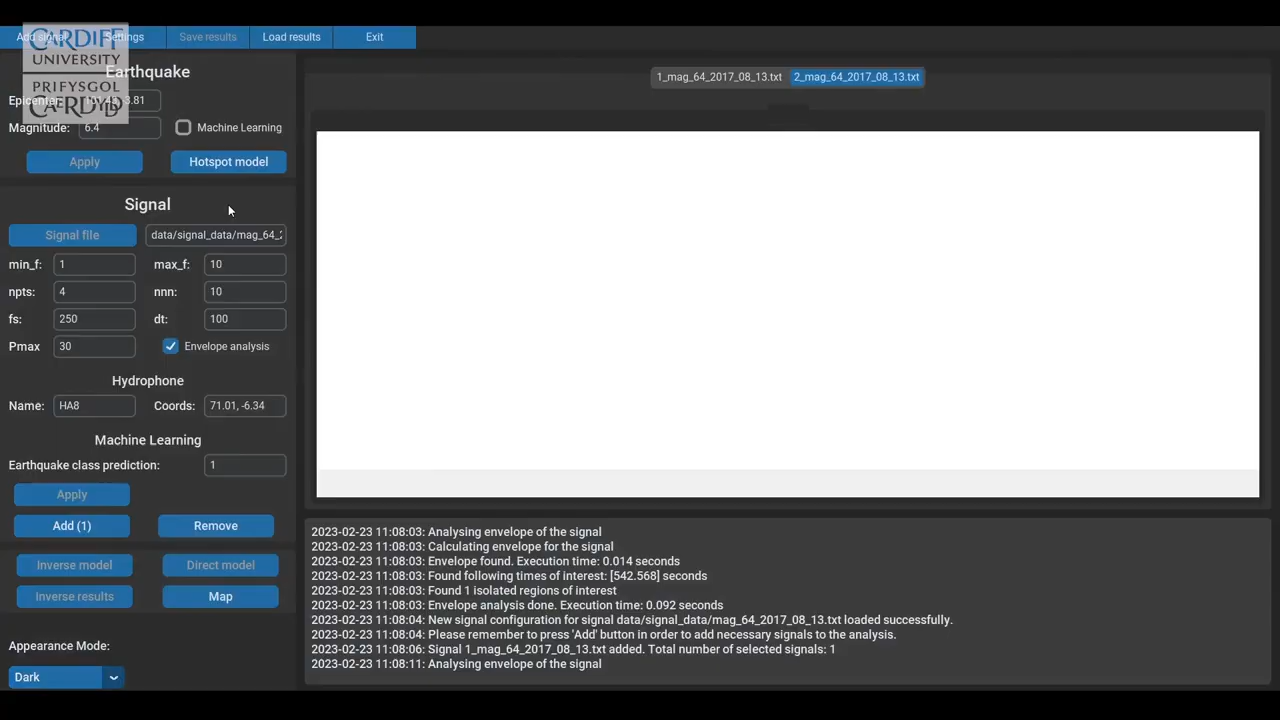 Add signal Settings Save results Load results Exit
CARDIFF
UNIVERSITY
PRIFYSGOL
CAERDYDD
Earthquake
Epicenter: 3.81
Magnitude: 6.4 Machine Learning
Apply Hotspot model
Signal
Signal file data/signal_data/mag_64_2
min_f: 1 max_f: 10
npts: 4 nnn: 10
fs: 250 dt: 100
Pmax 30 Envelope analysis
Hydrophone
Name: HA8 Coords: 71.01, -6.34
Machine Learning
Earthquake class prediction: 1
Apply
Add (1) Remove
Inverse model Direct model
Inverse results Map
Appearance Mode:
Dark
1_mag_64_2017_08_13.txt 2_mag_64_2017_08_13.txt
2023-02-23 11:08:03: Analysing envelope of the signal
2023-02-23 11:08:03: Calculating envelope for the signal
2023-02-23 11:08:03: Envelope found. Execution time: 0.014 seconds
2023-02-23 11:08:03: Found following times of interest: [542.568] seconds
2023-02-23 11:08:03: Found 1 isolated regions of interest
2023-02-23 11:08:03: Envelope analysis done. Execution time: 0.092 seconds
2023-02-23 11:08:04: New signal configuration for signal data/signal_data/mag_64_2017_08_13.txt loaded successfully.
2023-02-23 11:08:04: Please remember to press 'Add' button in order to add necessary signals to the analysis.
2023-02-23 11:08:06: Signal 1_mag_64_2017_08_13.txt added. Total number of selected signals: 1
2023-02-23 11:08:11: Analysing envelope of the signal